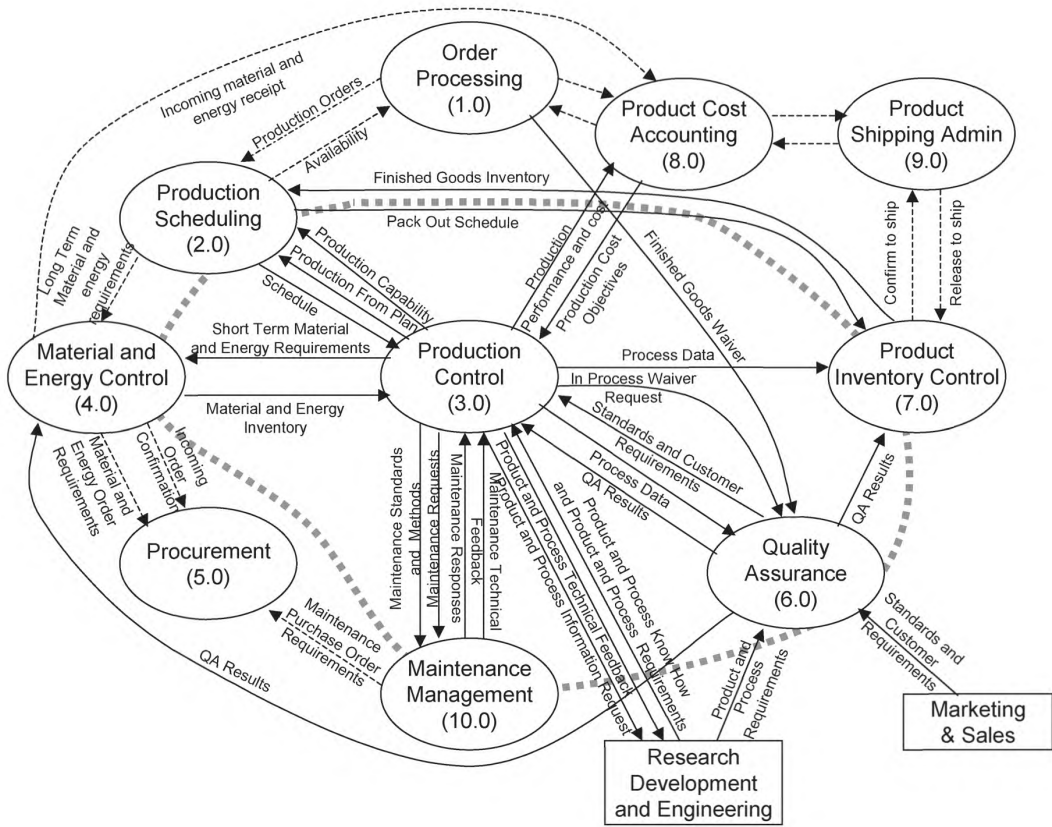 Order
Processing
(1.0)
Incoming material and
energy receipt
Production Orders
Availability
Product Cost
Accounting
(8.0)
Product
Shipping Admin
(9.0)
Production
Scheduling
(2.0)
Finished Goods Inventory
Pack Out Schedule
Long Term
Material and
energy
requirements
Production Capability
Production From Plan
Schedule
Production
Performance and cost
Production Cost
Objectives
Finished Goods Waiver
Confirm to ship
Release to ship
Material and
Energy Control
(4.0)
Short Term Material
and Energy Requirements
Material and Energy
Inventory
Production
Control
(3.0)
Process Data
In Process Waiver
Request
Product
Inventory Control
(7.0)
Standards and Customer
Requirements
Process Data
QA Results
QA Results
Incoming
Order
Confirmation
Material and
Energy Order
Requirements
Procurement
(5.0)
Maintenance Standards
and Methods
Maintenance Requests
Maintenance Responses
Feedback
Maintenance Technical
Product and Process Technical Feedback
Product and Process Information Request
Product and Process Know How
and Product and Process Requirements
Quality
Assurance
(6.0)
Maintenance
Purchase Order
Requirements
QA Results
Maintenance
Management
(10.0)
Product and
Process
Requirements
Standards and
Customer
Requirements
Marketing
& Sales
Research
Development
and Engineering